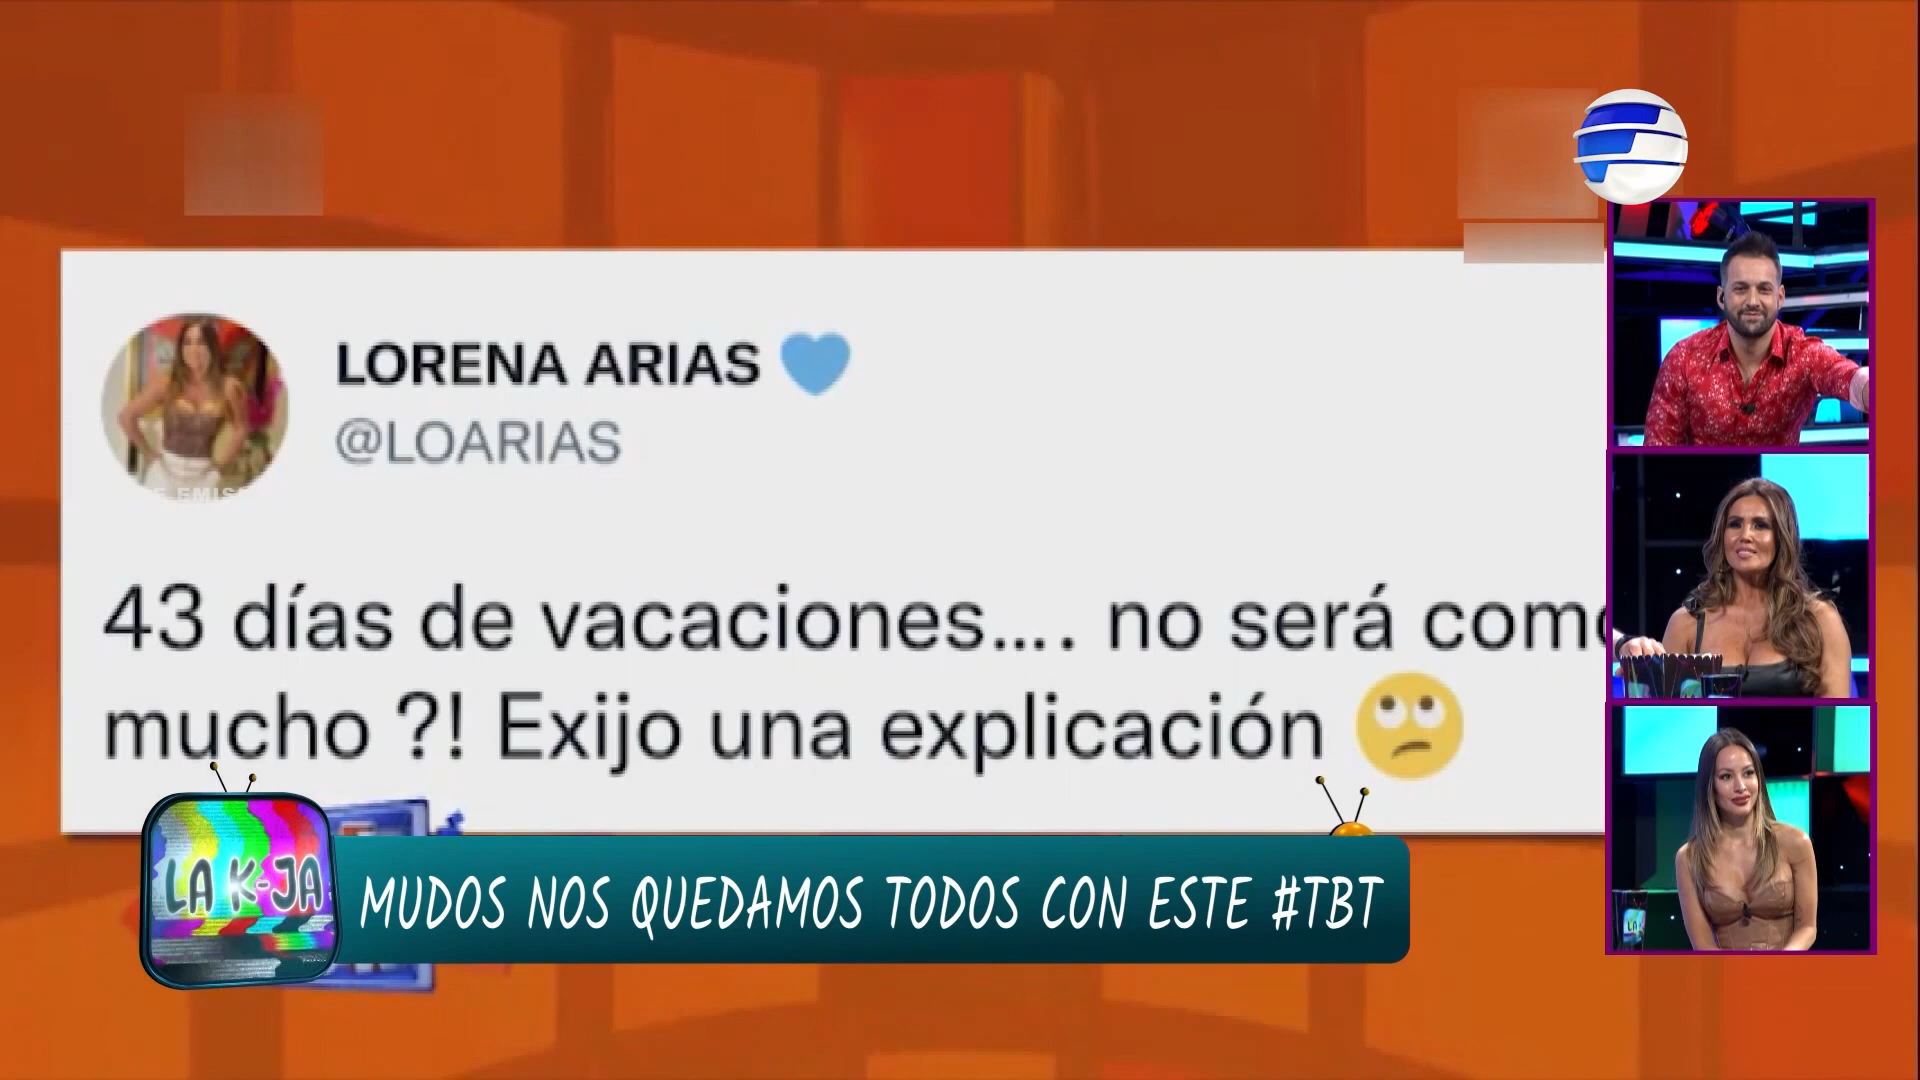 LORENA ARIAS
@LOARIAS
43 días de vacaciones.... no será como
mucho ?! Exijo una explicación
LA K-JA
MUDOS NOS QUEDAMOS TODOS CON ESTE #TBT